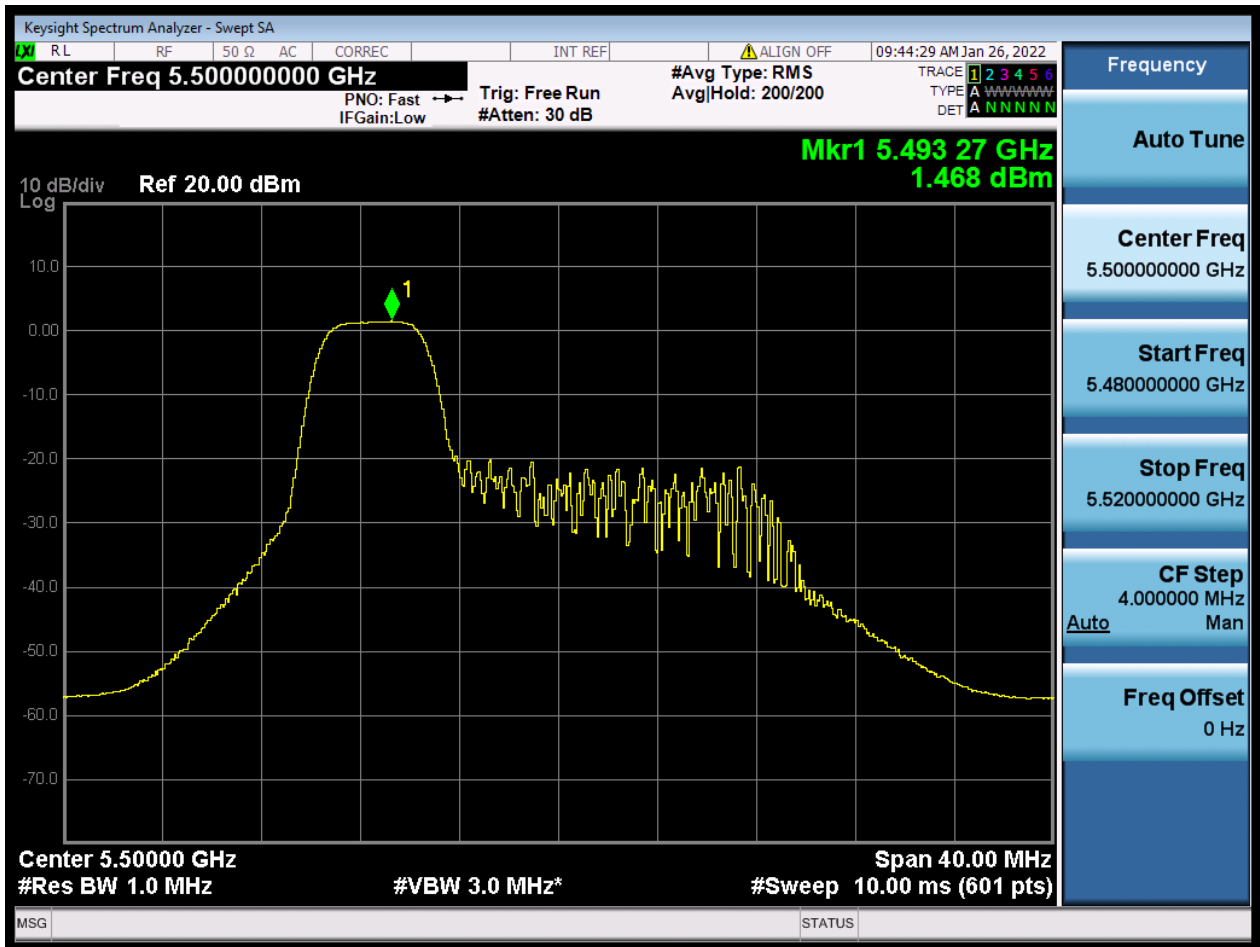 Keysight Spectrum Analyzer - Swept SA
LXI RL RF 50 Ω AC CORREC INT REF ALIGN OFF 09:44:29 AM Jan 26, 2022
Center Freq 5.500000000 GHz
PNO: Fast
IFGain:Low
Trig: Free Run
#Atten: 30 dB
#Avg Type: RMS
Avg|Hold: 200/200
TRACE 1 2 3 4 5 6
TYPE A WWWWW
DET A N N N N N
Mkr1 5.493 27 GHz
1.468 dBm
10 dB/div Ref 20.00 dBm
Log
10.0
0.00
-10.0
-20.0
-30.0
-40.0
-50.0
-60.0
-70.0
1
Center 5.50000 GHz Span 40.00 MHz
#Res BW 1.0 MHz #VBW 3.0 MHz* #Sweep 10.00 ms (601 pts)
MSG STATUS
Frequency
Auto Tune
Center Freq
5.500000000 GHz
Start Freq
5.480000000 GHz
Stop Freq
5.520000000 GHz
CF Step
4.000000 MHz
Auto Man
Freq Offset
0 Hz